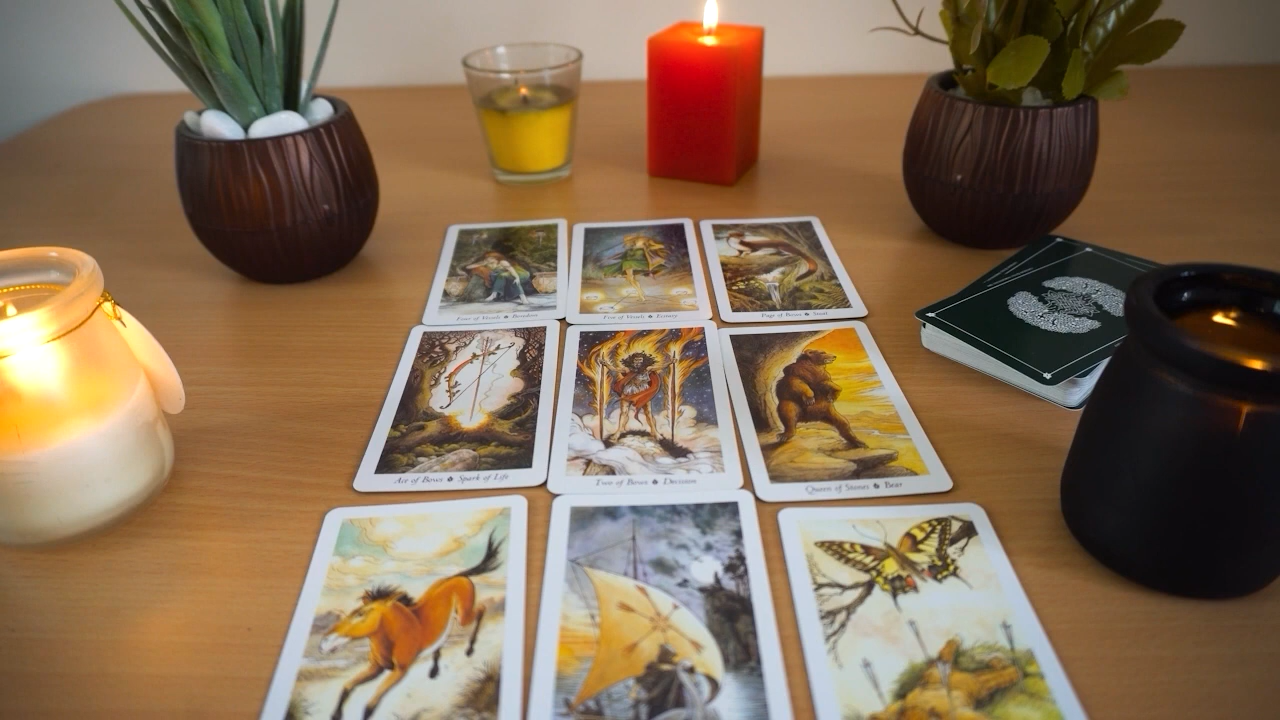 Four of Vessels Boredom
Four of Vessels Ecstasy
Page of Bows Stoat
Ace of Bows Spark of Life
Two of Bows Decision
Queen of Stones Bear